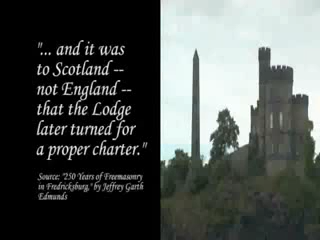 "... and it was
to Scotland --
not England --
that the Lodge
later turned for
a proper charter."
Source: "250 Years of Freemasonry
in Fredricksburg," by Jeffrey Garth
Edmunds